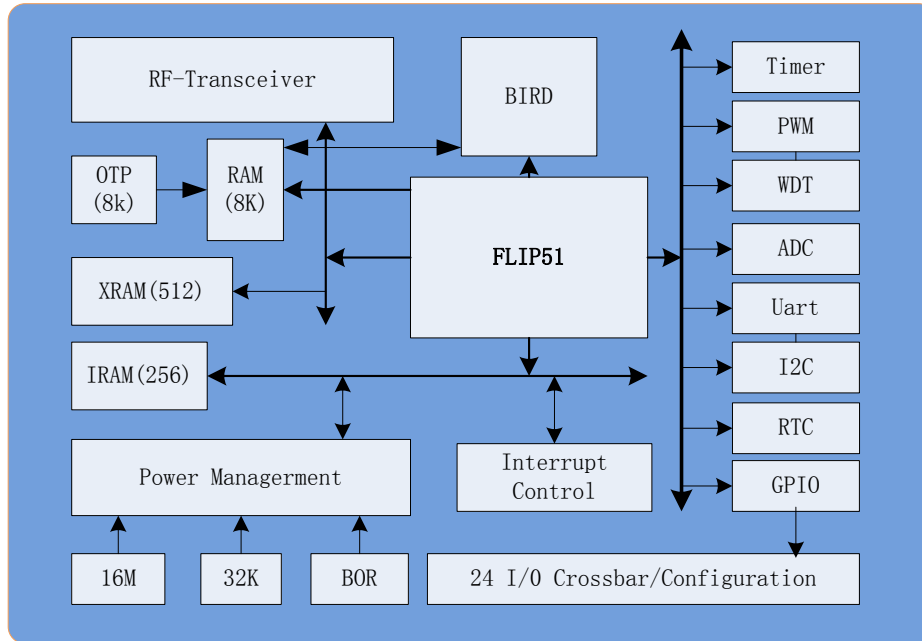 RF-Transceiver
BIRD
Timer
PWM
OTP
(8k)
RAM
(8K)
WDT
FLIP51
ADC
XRAM(512)
Uart
IRAM(256)
I2C
RTC
Power Managerment
Interrupt
Control
GPIO
16M
32K
BOR
24 I/O Crossbar/Configuration